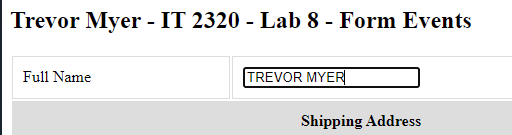 Trevor Myer - IT 2320 - Lab 8 - Form Events
Full Name TREVOR MYER
Shipping Address